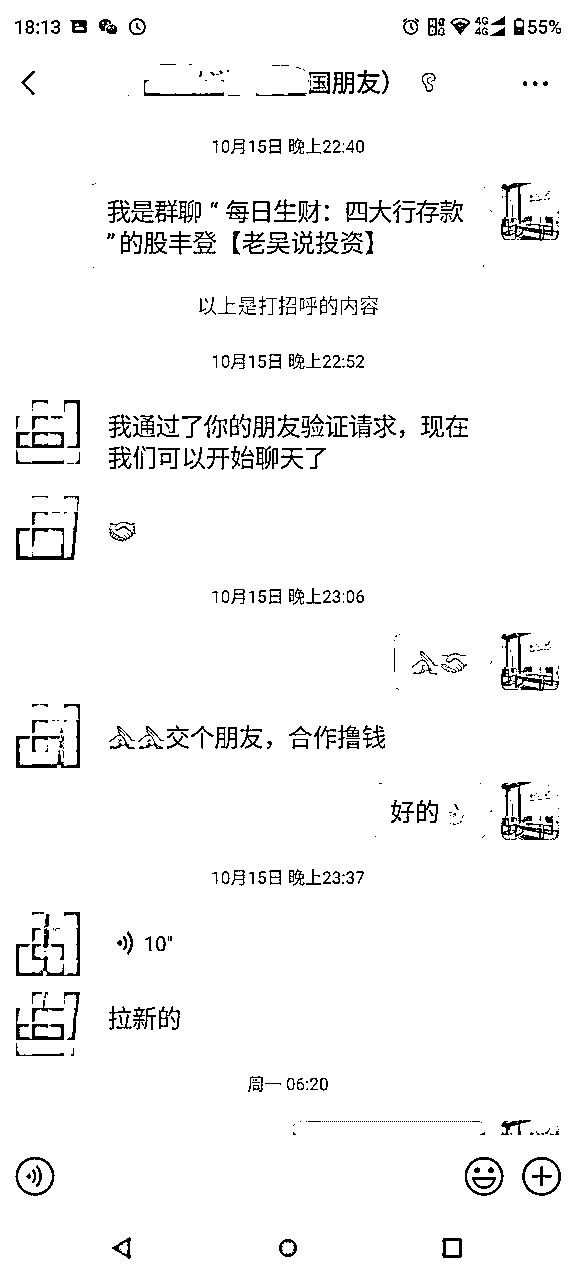 18:13
4G
4G
55%
国朋友）
10月15日 晚上22:40
我是群聊“每日生财：四大行存款
”的股丰登【老吴说投资】
以上是打招呼的内容
10月15日 晚上22:52
我通过了你的朋友验证请求，现在
我们可以开始聊天了
10月15日 晚上23:06
交个朋友，合作撸钱
好的
10月15日 晚上23:37
10"
拉新的
周一 06:20